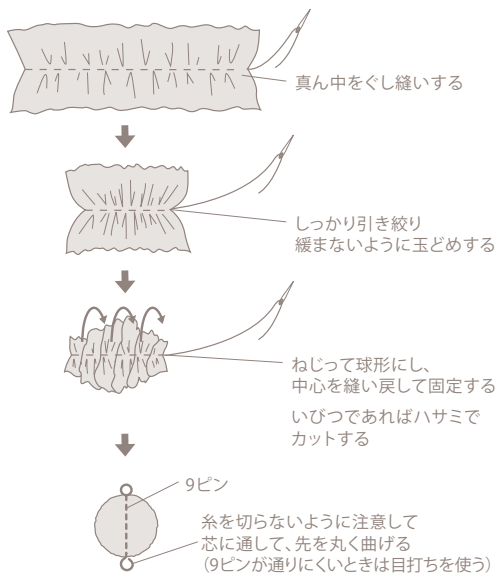 真ん中をぐし縫いする
しっかり引き絞り
緩まないように玉どめする
ねじって球形にし、
中心を縫い戻して固定する
いびつであればハサミで
カットする
9ピン
糸を切らないように注意して
芯に通して、先を丸く曲げる
（9ピンが通りにくいときは目打ちを使う）